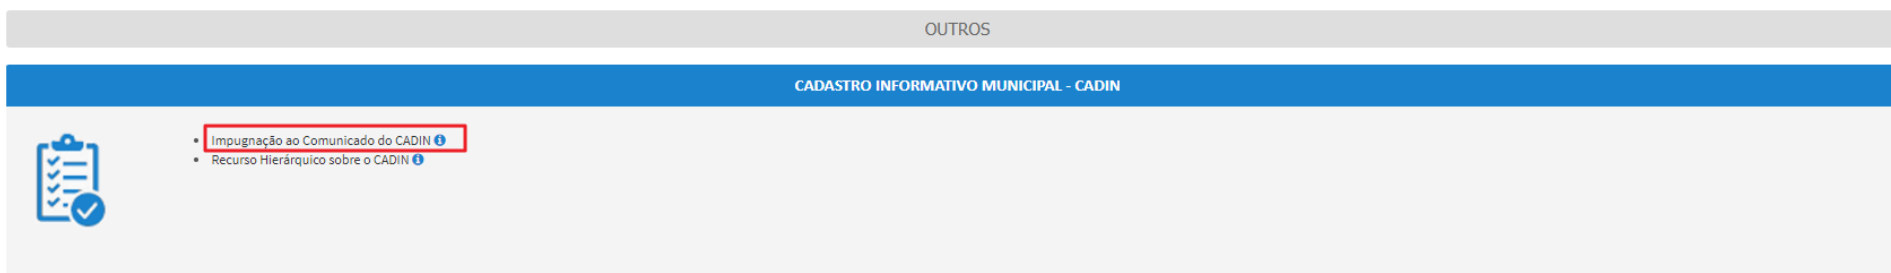 OUTROS
CADASTRO INFORMATIVO MUNICIPAL - CADIN
• Impugnação ao Comunicado do CADIN
• Recurso Hierárquico sobre o CADIN